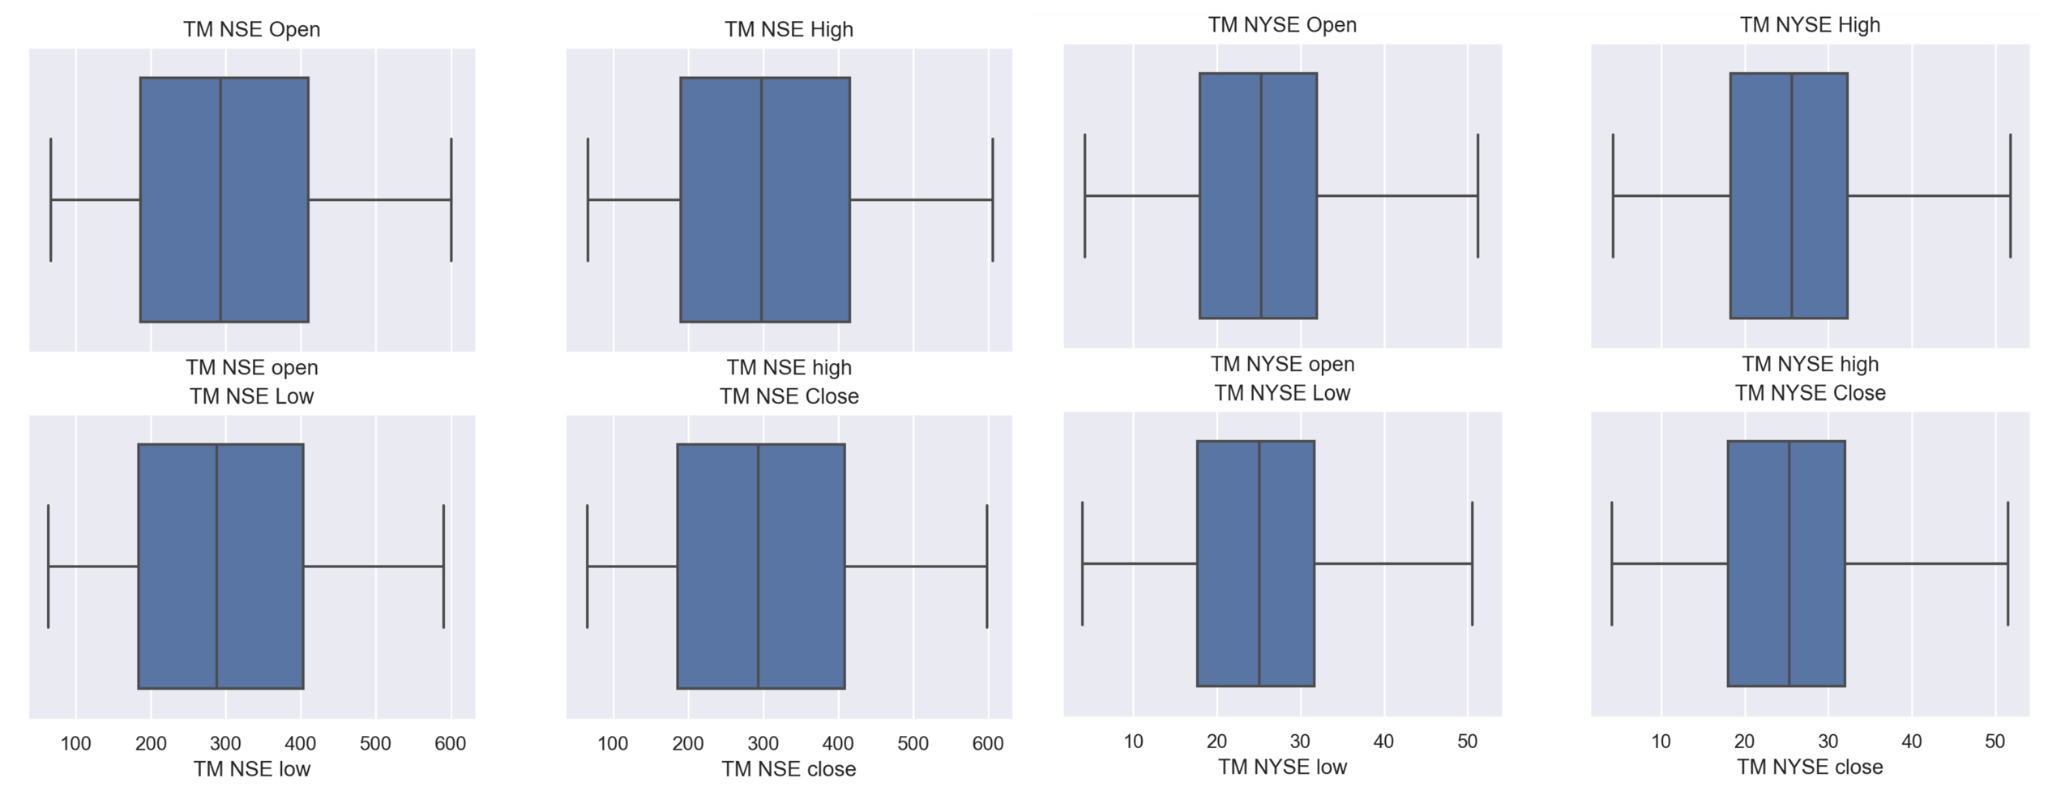 TM NSE Open
TM NSE High
TM NYSE Open
TM NYSE High
TM NSE open
TM NSE high
TM NYSE open
TM NYSE high
TM NSE Low
TM NSE Close
TM NYSE Low
TM NYSE Close
100 200 300 400 500 600
100 200 300 400 500 600
10 20 30 40 50
10 20 30 40 50
TM NSE low
TM NSE close
TM NYSE low
TM NYSE close